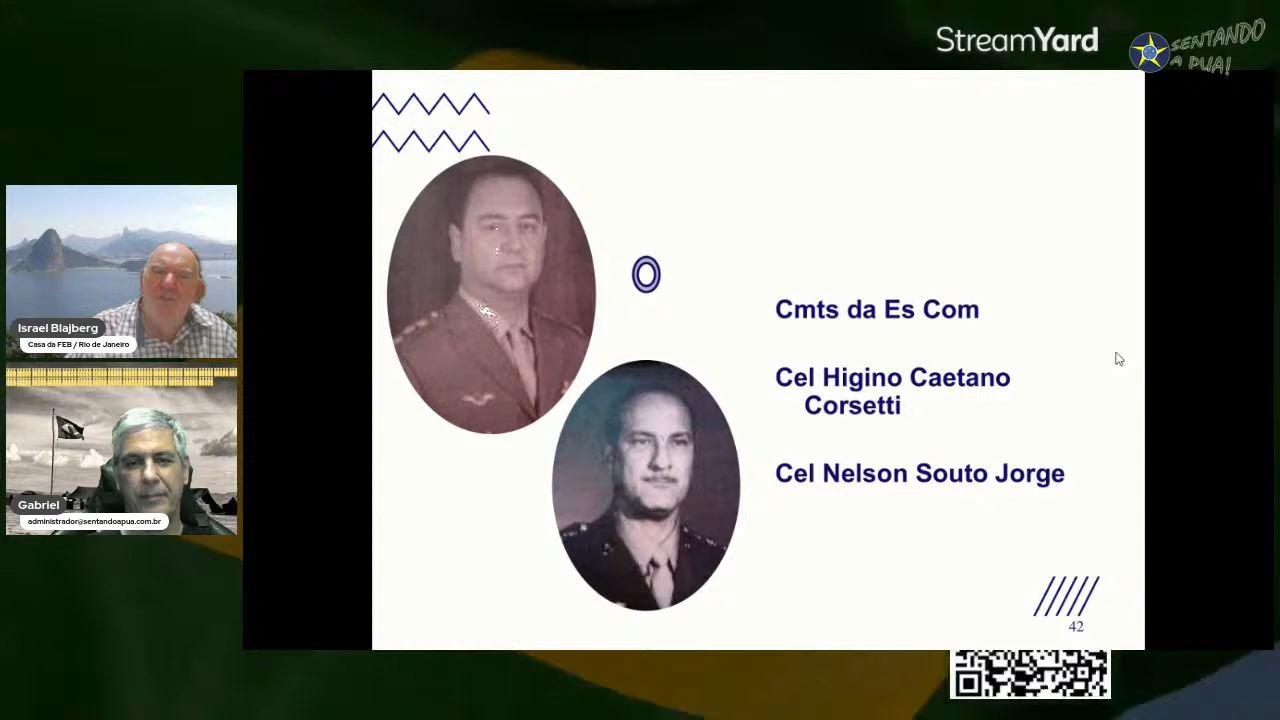 StreamYard
SENTANDO
A PUA!
Israel Blajberg
Casa da FEB / Rio de Janeiro
Gabriel
administrador@sentandoapua.com.br
Cmts da Es Com
Cel Higino Caetano
Corsetti
Cel Nelson Souto Jorge
42